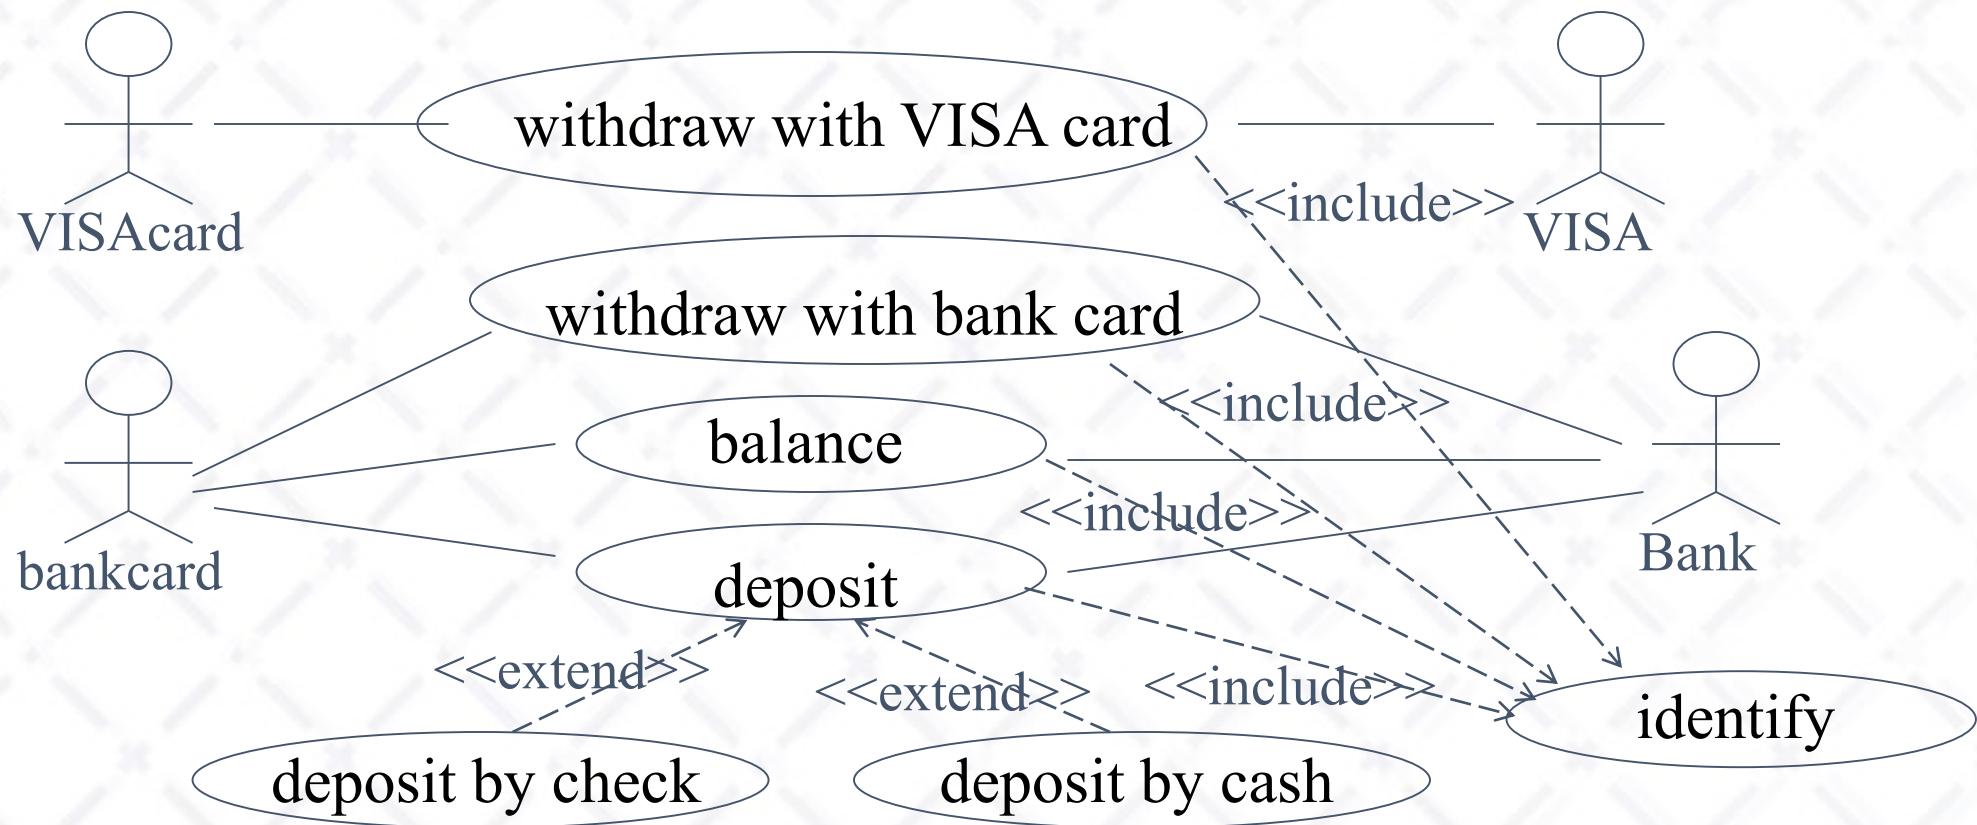 withdraw with VISA card
<<include>>
VISAcard
VISA
withdraw with bank card
<<include>>
balance
<<include>>
Bank
bankcard
deposit
<<extend>>
<<extend>>
<<include>>
identify
deposit by check
deposit by cash